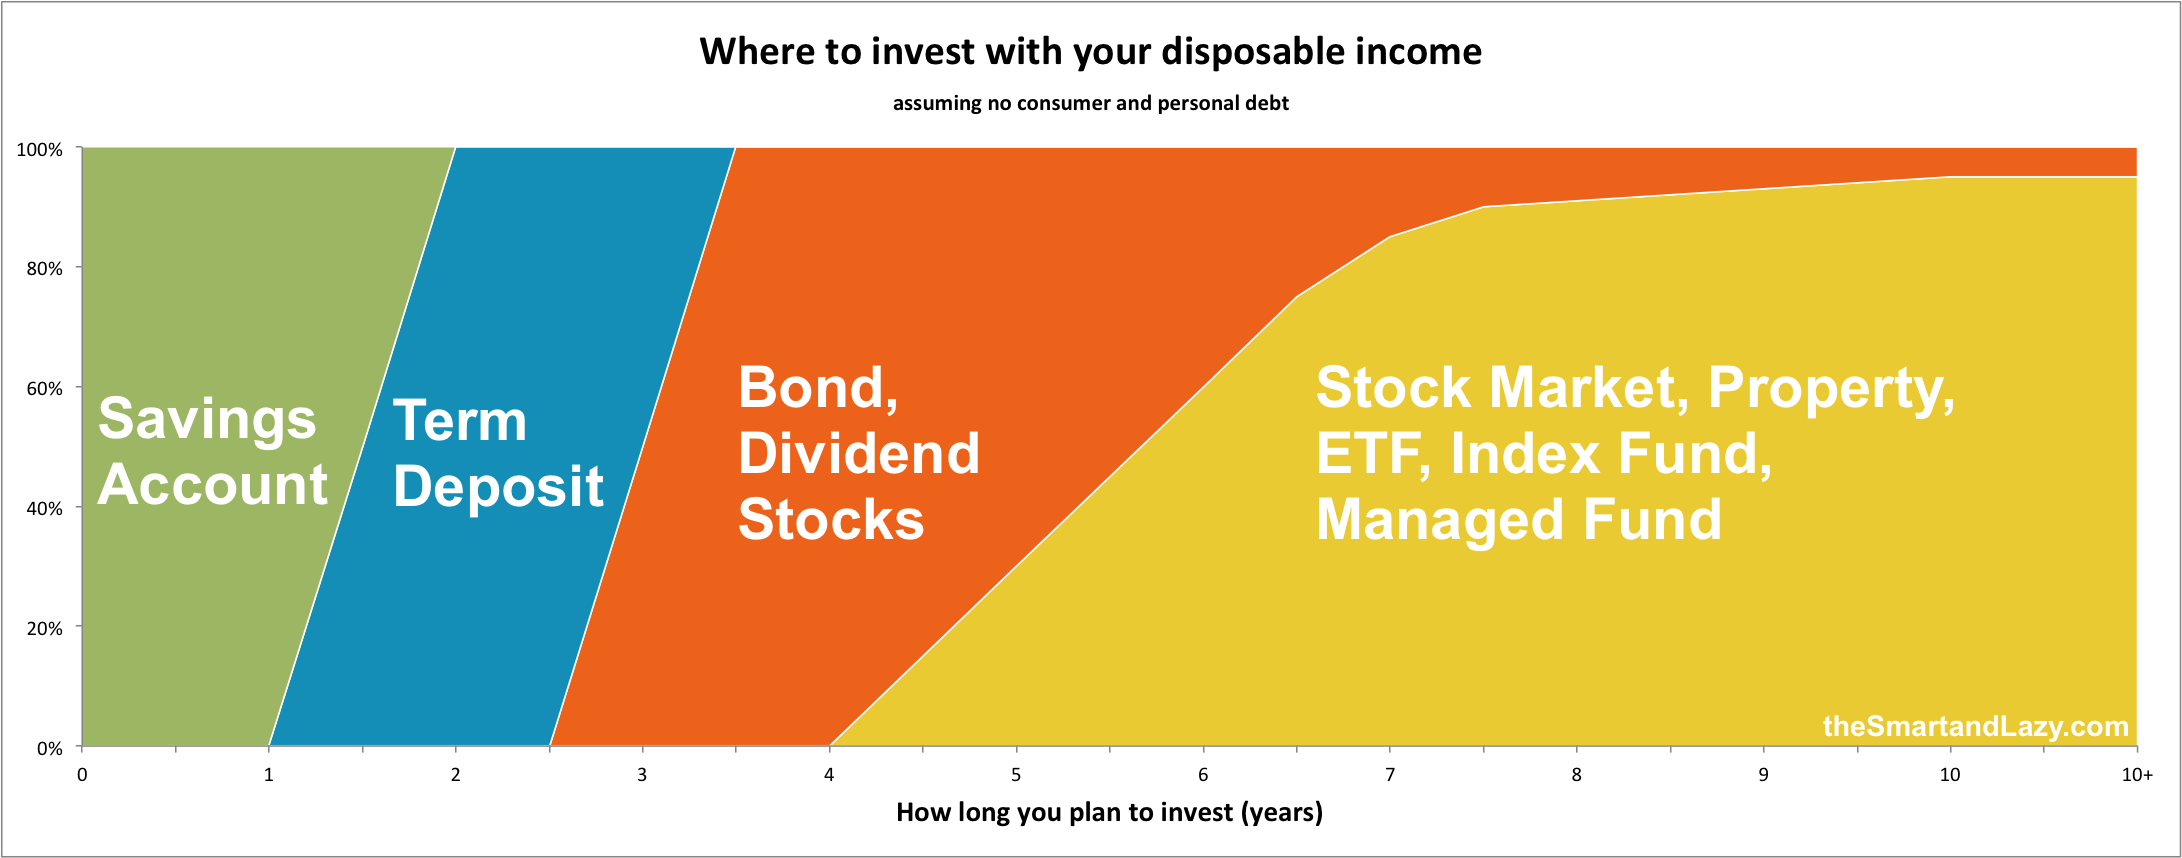 Where to invest with your disposable income
assuming no consumer and personal debt
100%
80%
60%
40%
20%
0%
Savings
Account
Term
Deposit
Bond,
Dividend
Stocks
Stock Market, Property,
ETF, Index Fund,
Managed Fund
theSmartandLazy.com
0 1 2 3 4 5 6 7 8 9 10 10+
How long you plan to invest (years)